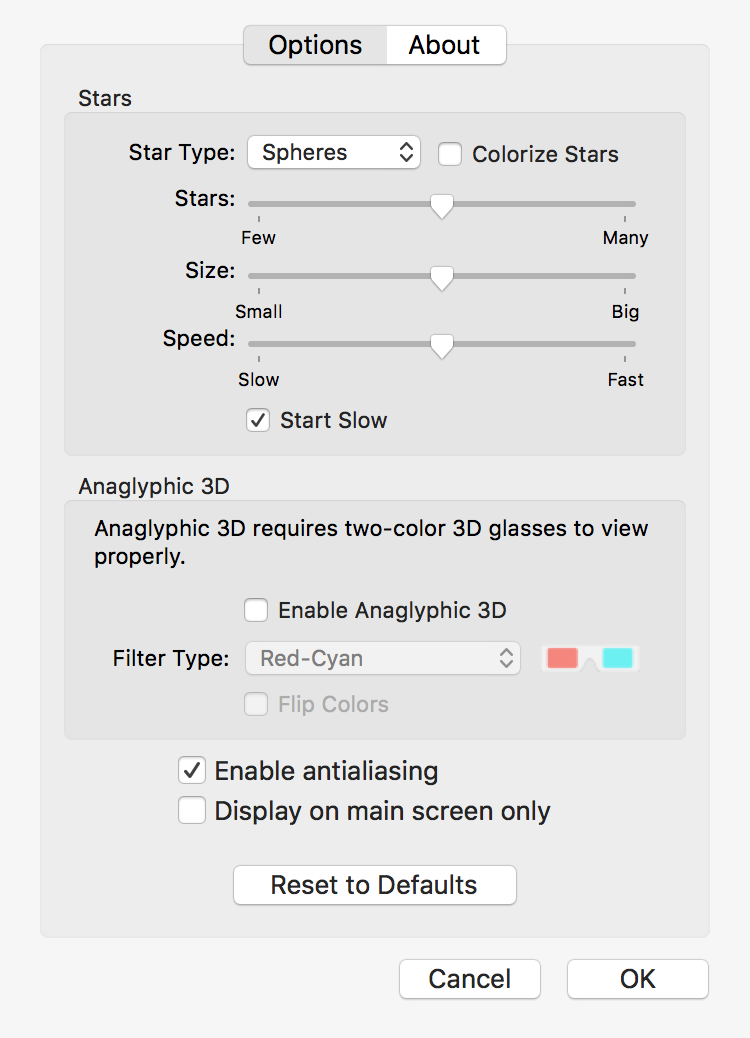 Options About
Stars
Star Type: Spheres Colorize Stars
Stars:
Few Many
Size:
Small Big
Speed:
Slow Fast
Start Slow
Anaglyphic 3D
Anaglyphic 3D requires two-color 3D glasses to view
properly.
Enable Anaglyphic 3D
Filter Type: Red-Cyan
Flip Colors
Enable antialiasing
Display on main screen only
Reset to Defaults
Cancel OK